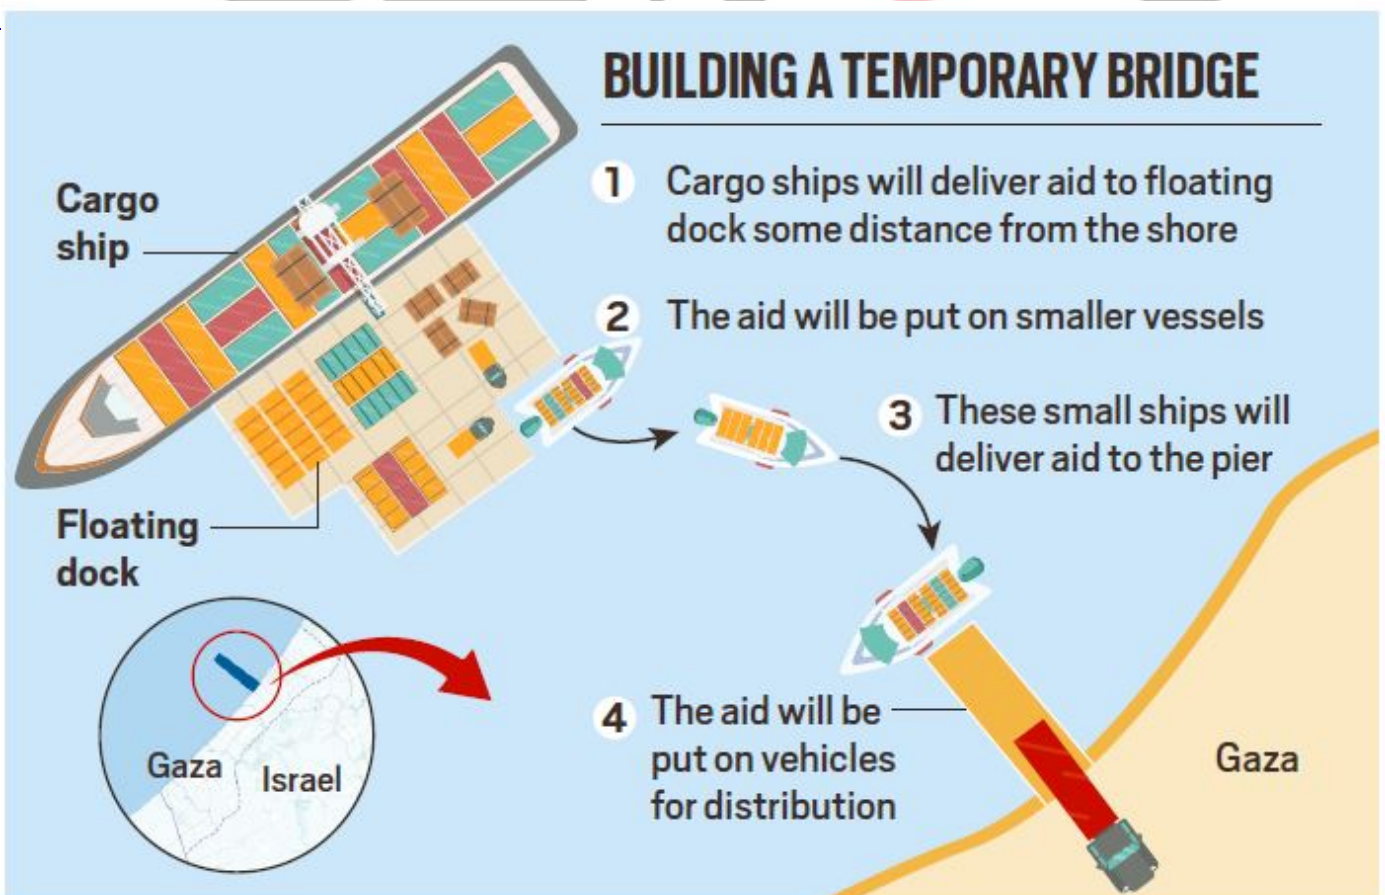 BUILDING A TEMPORARY BRIDGE
1 Cargo ships will deliver aid to floating
dock some distance from the shore
2 The aid will be put on smaller vessels
3 These small ships will
deliver aid to the pier
4 The aid will be
put on vehicles
for distribution
Cargo
ship
Floating
dock
Gaza
Israel
Gaza